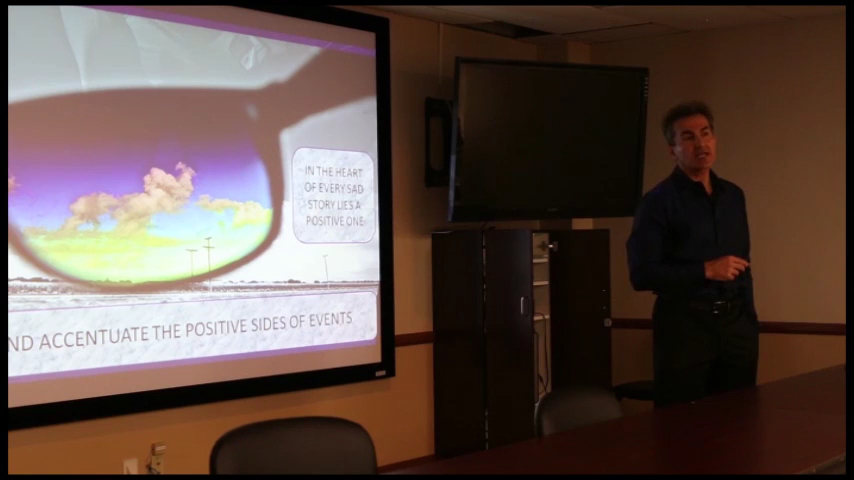 IN THE HEART
OF EVERY SAD
STORY LIES A
POSITIVE ONE
ND ACCENTUATE THE POSITIVE SIDES OF EVENTS